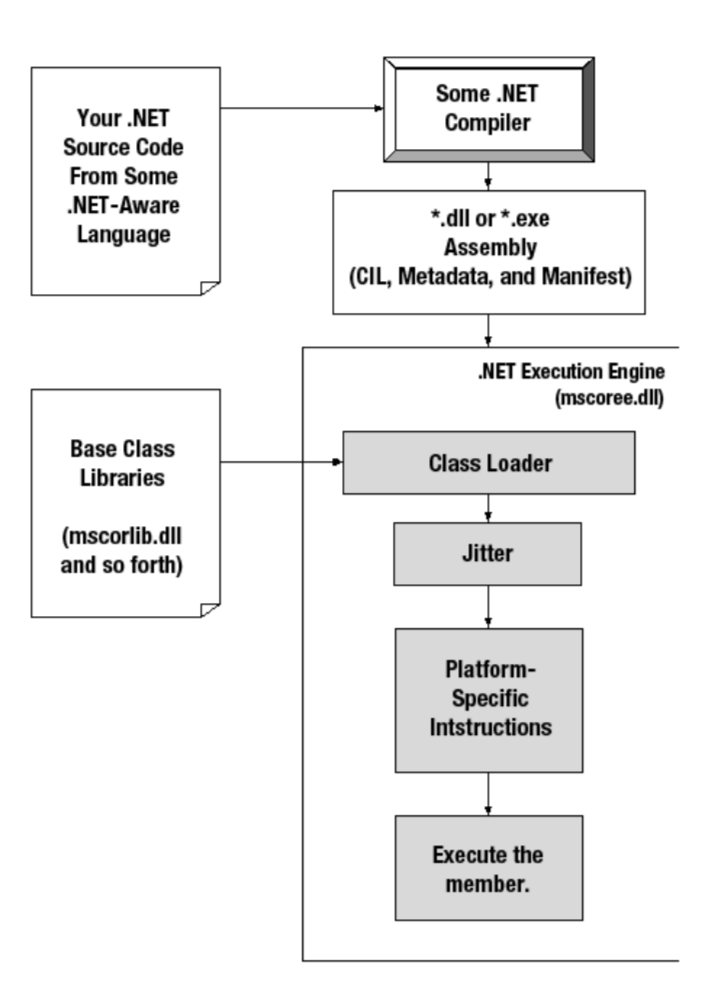 Your .NET
Source Code
From Some
.NET-Aware
Language
Some .NET
Compiler
*.dll or *.exe
Assembly
(CIL, Metadata, and Manifest)
.NET Execution Engine
(mscoree.dll)
Base Class
Libraries
(mscorlib.dll
and so forth)
Class Loader
Jitter
Platform-
Specific
Intstructions
Execute the
member.